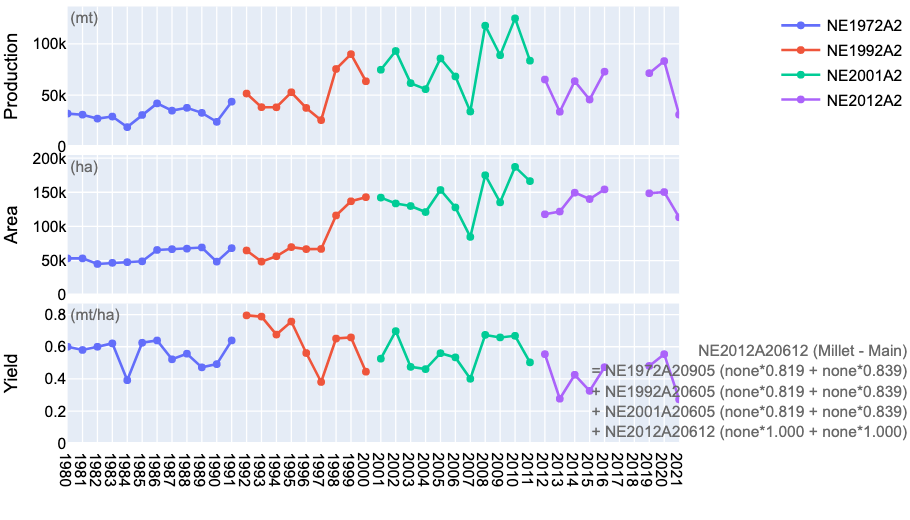 (mt)
Production
100k
50k
0
NE1972A2
NE1992A2
NE2001A2
NE2012A2
(ha)
Area
200k
150k
100k
50k
0
(mt/ha)
Yield
0.8
0.6
0.4
0.2
0
NE2012A20612 (Millet - Main)
= NE1972A20905 (none*0.819 + none*0.839)
+ NE1992A20605 (none*0.819 + none*0.839)
+ NE2001A20605 (none*0.819 + none*0.839)
+ NE2012A20612 (none*1.000 + none*1.000)
1980
1981
1982
1983
1984
1985
1986
1987
1988
1989
1990
1991
1992
1993
1994
1995
1996
1997
1998
1999
2000
2001
2002
2003
2004
2005
2006
2007
2008
2009
2010
2011
2012
2013
2014
2015
2016
2017
2018
2019
2020
2021